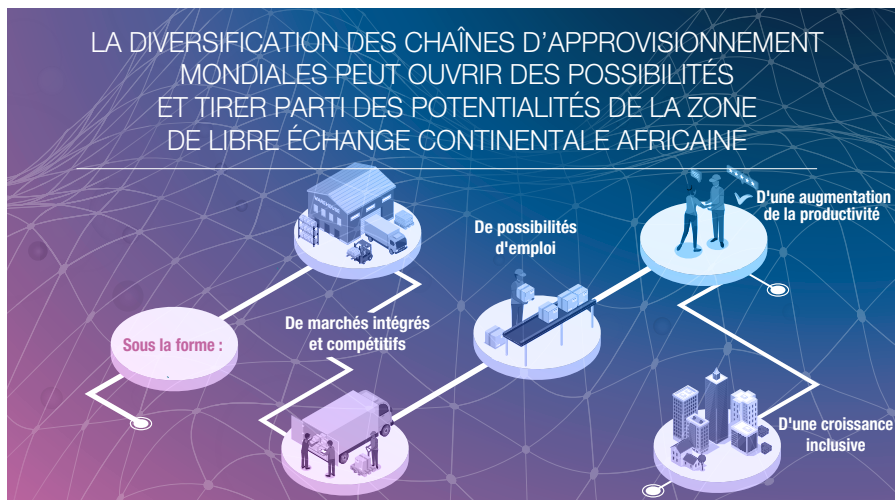 LA DIVERSIFICATION DES CHAÎNES D'APPROVISIONNEMENT
MONDIALES PEUT OUVRIR DES POSSIBILITÉS
ET TIRER PARTI DES POTENTIALITÉS DE LA ZONE
DE LIBRE ÉCHANGE CONTINENTALE AFRICAINE
WAREHOUSE
D'une augmentation
de la productivité
De possibilités
d'emploi
Sous la forme :
De marchés intégrés
et compétitifs
D'une croissance
inclusive